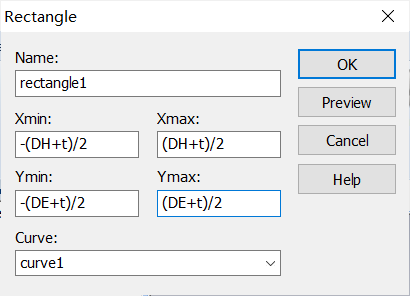 Rectangle
Name:
rectangle1
OK
Preview
Xmin:
Xmax:
-(DH+t)/2
(DH+t)/2
Cancel
Ymin:
Ymax:
Help
-(DE+t)/2
(DE+t)/2
Curve:
curve1